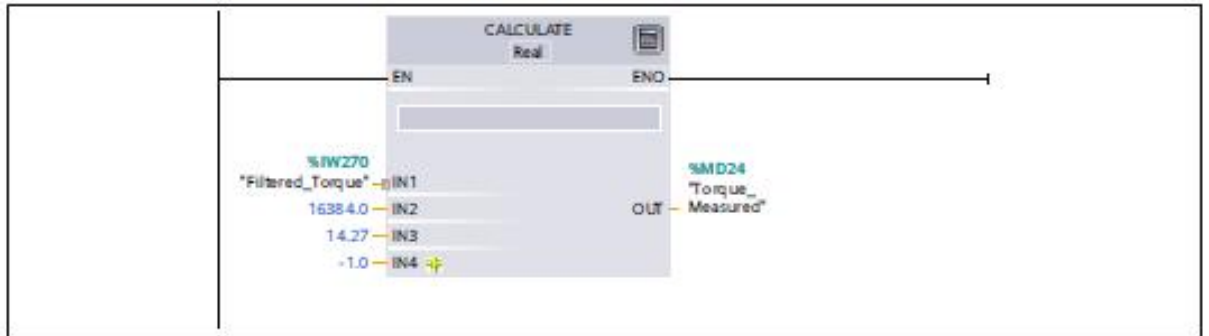 CALCULATE
Real
EN ENO
%IW270
"Filtered_Torque" IN1
16384.0 IN2
14.27 IN3
-1.0 IN4
%MD24
"Torque_
OUT Measured"